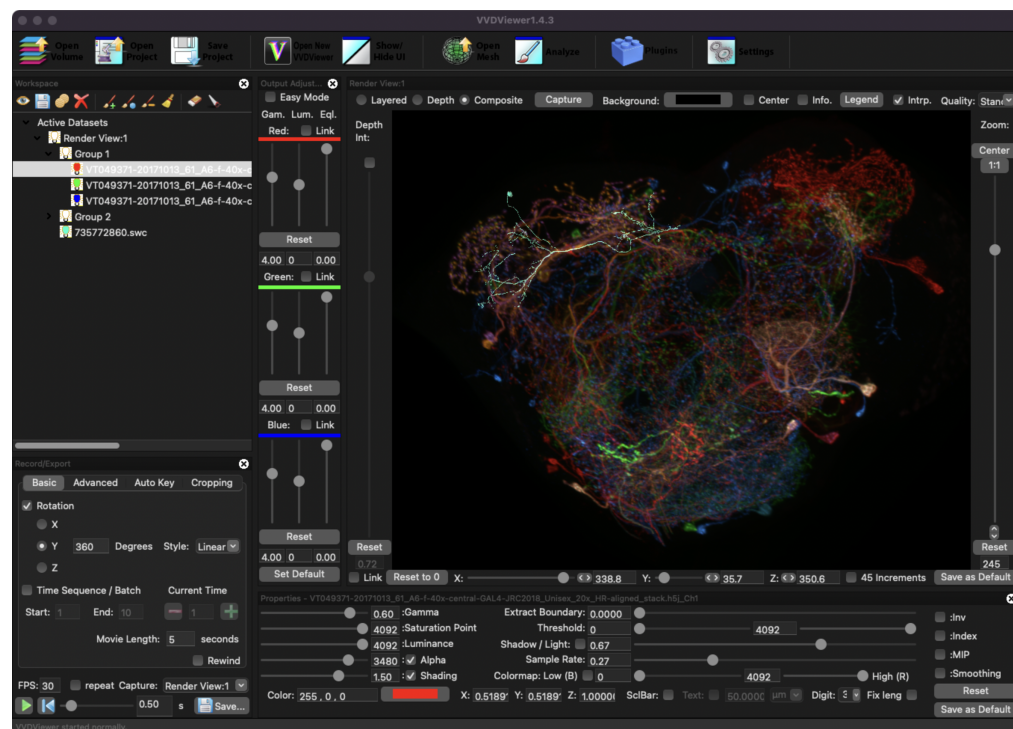 VVDViewer1.4.3
Open Volume
Open Project
Save Project
Open New VVDViewer
Show/ Hide UI
Open Mesh
Analyze
Plugins
Settings
Workspace
Active Datasets
Render View:1
Group 1
VT049371-20171013_61_A6-f-40x-c
VT049371-20171013_61_A6-f-40x-c
VT049371-20171013_61_A6-f-40x-c
Group 2
735772860.swc
Output Adjust...
Easy Mode
Gam. Lum. Eql.
Red: Link
Reset
4.00 0 0.00
Green: Link
Reset
4.00 0 0.00
Blue: Link
Reset
4.00 0 0.00
Set Default
Render View:1
Layered Depth Composite Capture Background: Center Info. Legend Intrp. Quality:
Depth
Int:
Reset
0.72
Zoom:
Center
1:1
Reset
245
Link Reset to 0 X: 338.8 Y: 35.7 Z: 350.6 45 Increments Save as Default
Record/Export
Basic Advanced Auto Key Cropping
Rotation
X
Y 360 Degrees Style: Linear
Z
Time Sequence / Batch Current Time
Start: 1 End: 10 1
Movie Length: 5 seconds
Rewind
FPS: 30 repeat Capture: Render View:1
0.50 s Save...
VVDViewer started normally.
Properties - VT049371-20171013_61_A6-f-40x-central-GAL4-JRC2018_Unisex_20x_HR-aligned_stack.h5j_Ch1
0.60 :Gamma Extract Boundary: 0.0000 :Inv
4092 :Saturation Point Threshold: 0 4092 :Index
4092 :Luminance Shadow / Light: 0.67
3480 : Alpha Sample Rate: 0.27 :MIP
1.50 : Shading Colormap: Low (B) 0 4092 High (R) :Smoothing
Color: 255 , 0 , 0 X: 0.5189 Y: 0.5189 Z: 1.0000 SclBar: Text: 50.000 µm Digit: 3 Fix leng
Reset
Save as Default